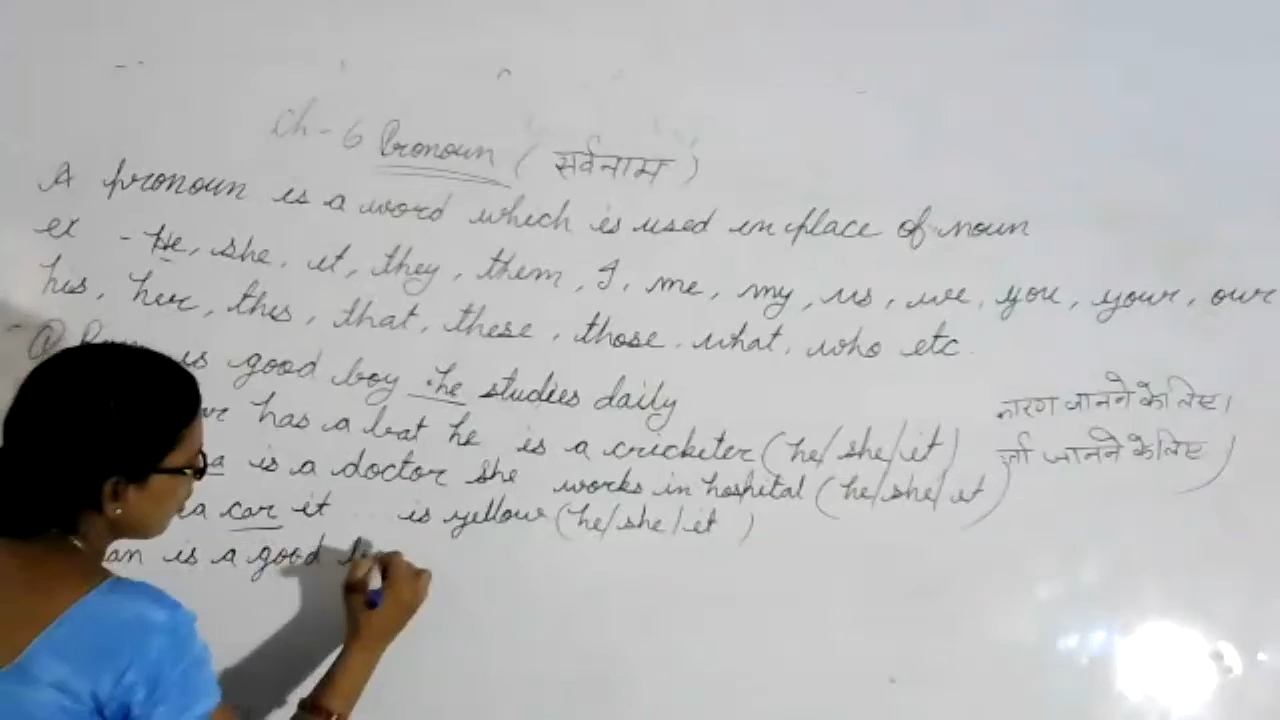 Ch-6 Pronoun (सर्वनाम)
A pronoun is a word which is used in place of noun
ex - He, she, it, they, them, I, me, my, us, we, you, your, our
his, her, this, that, these, those, what, who etc
is good boy he studies daily
has a bat he is a cricketer (he/she/it)
कारण जानने के लिए।
is a doctor she works in hospital (he/she/it)
जानने के लिए)
a car it is yellow (he/she/it)
is a good